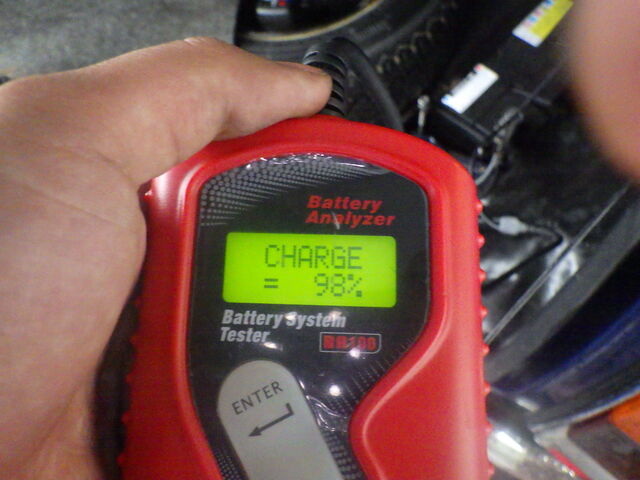 Battery
Analyzer
CHARGE
= 98%
Battery System
Tester
ENTER